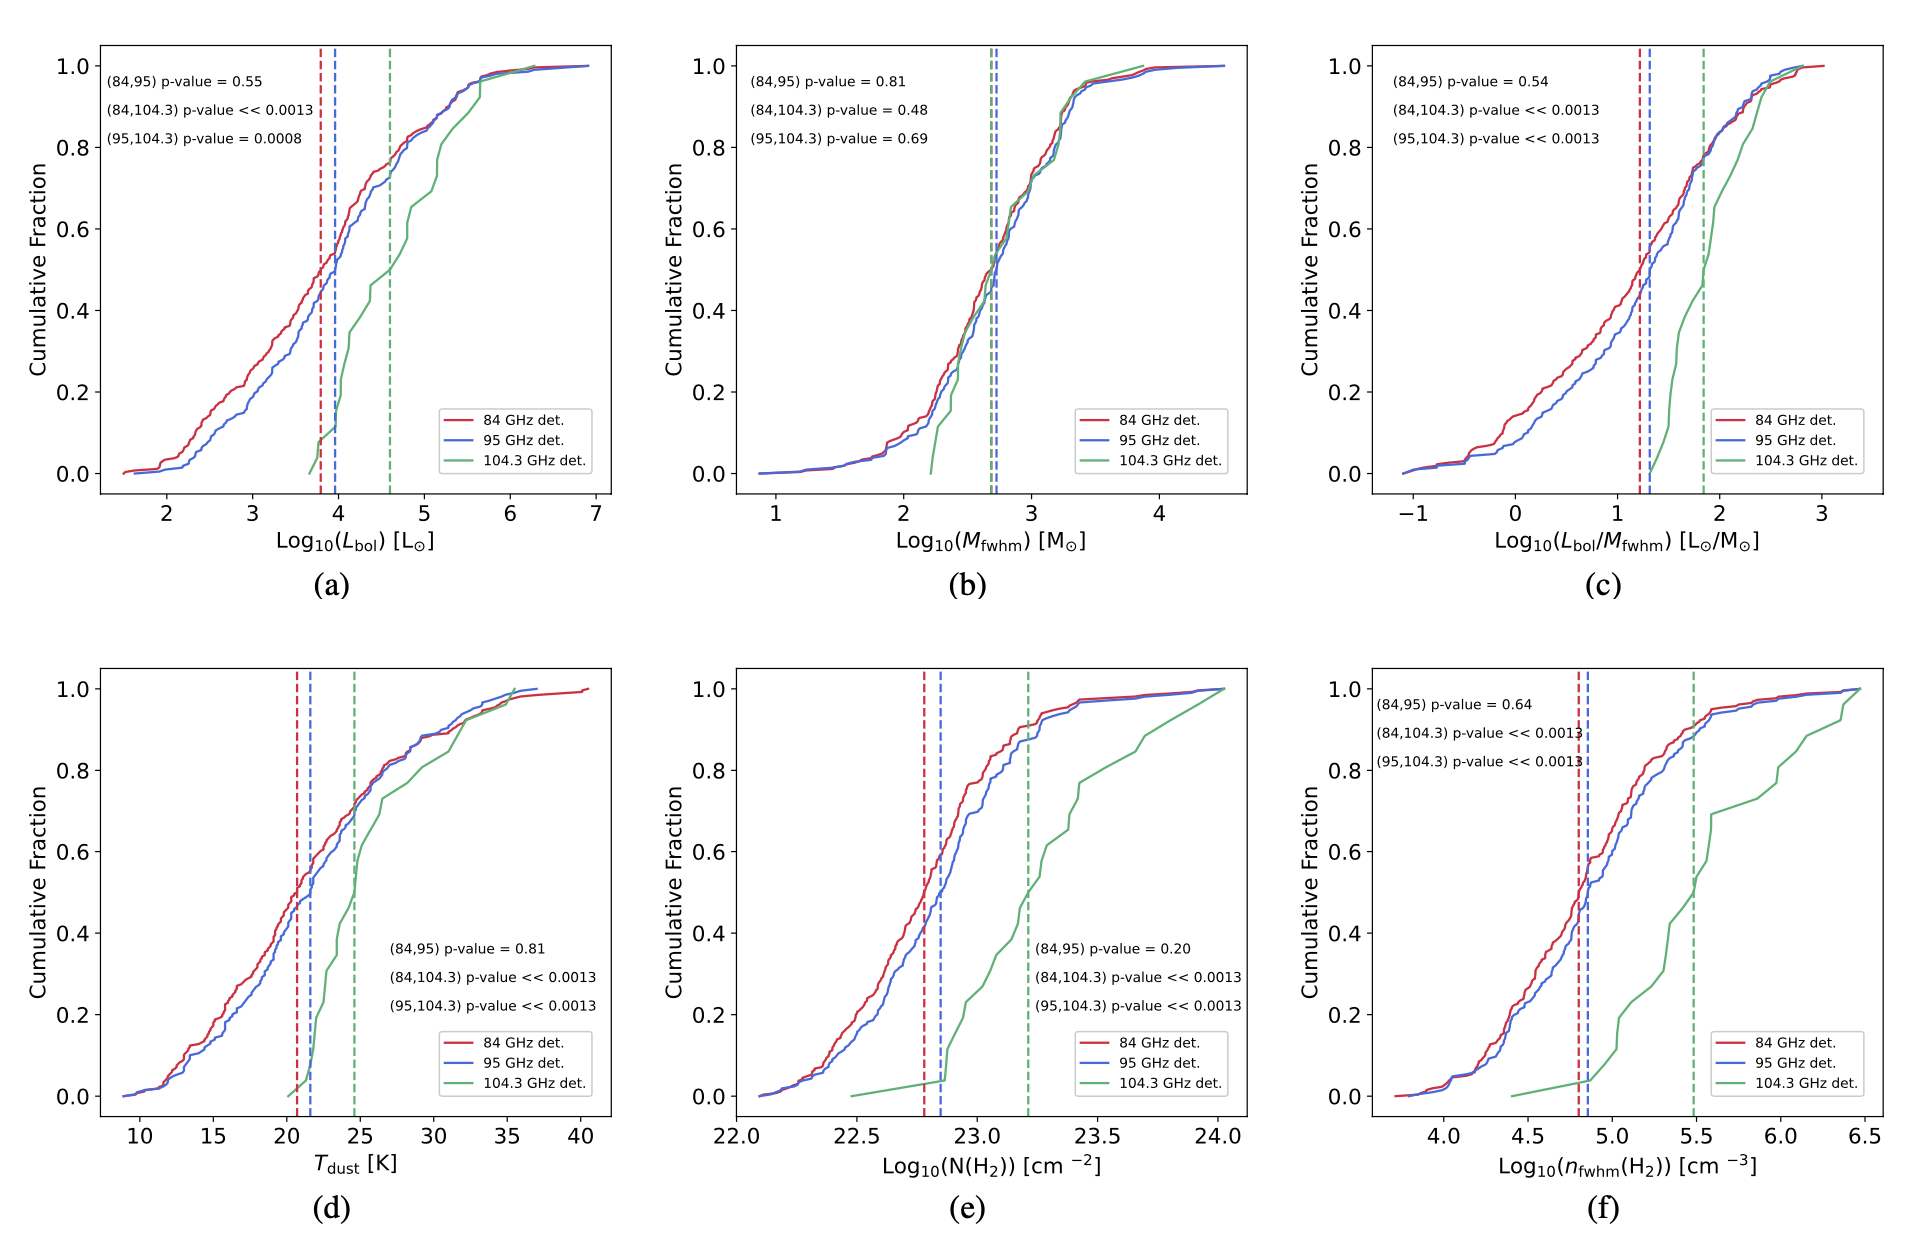 (84,95) p-value = 0.55
(84,104.3) p-value << 0.0013
(95,104.3) p-value = 0.0008
Cumulative Fraction
1.0
0.8
0.6
0.4
0.2
0.0
84 GHz det.
95 GHz det.
104.3 GHz det.
2 3 4 5 6 7
Log₁₀(L_bol) [L⊙]
(a)
(84,95) p-value = 0.81
(84,104.3) p-value = 0.48
(95,104.3) p-value = 0.69
Cumulative Fraction
1.0
0.8
0.6
0.4
0.2
0.0
84 GHz det.
95 GHz det.
104.3 GHz det.
1 2 3 4
Log₁₀(M_fwhm) [M⊙]
(b)
(84,95) p-value = 0.54
(84,104.3) p-value << 0.0013
(95,104.3) p-value << 0.0013
Cumulative Fraction
1.0
0.8
0.6
0.4
0.2
0.0
84 GHz det.
95 GHz det.
104.3 GHz det.
−1 0 1 2 3
Log₁₀(L_bol/M_fwhm) [L⊙/M⊙]
(c)
Cumulative Fraction
1.0
0.8
0.6
0.4
0.2
0.0
(84,95) p-value = 0.81
(84,104.3) p-value << 0.0013
(95,104.3) p-value << 0.0013
84 GHz det.
95 GHz det.
104.3 GHz det.
10 15 20 25 30 35 40
T_dust [K]
(d)
Cumulative Fraction
1.0
0.8
0.6
0.4
0.2
0.0
(84,95) p-value = 0.20
(84,104.3) p-value << 0.0013
(95,104.3) p-value << 0.0013
84 GHz det.
95 GHz det.
104.3 GHz det.
22.0 22.5 23.0 23.5 24.0
Log₁₀(N(H₂)) [cm ⁻²]
(e)
(84,95) p-value = 0.64
(84,104.3) p-value << 0.0013
(95,104.3) p-value << 0.0013
Cumulative Fraction
1.0
0.8
0.6
0.4
0.2
0.0
84 GHz det.
95 GHz det.
104.3 GHz det.
4.0 4.5 5.0 5.5 6.0 6.5
Log₁₀(n_fwhm(H₂)) [cm ⁻³]
(f)